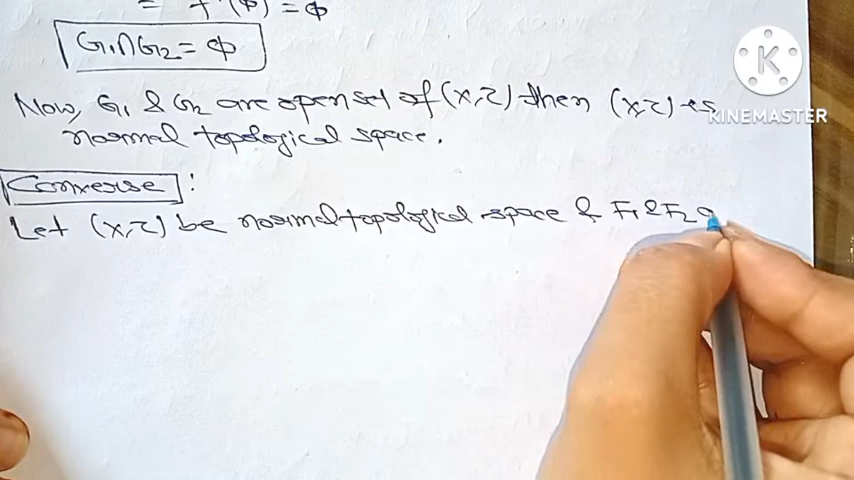 = f⁻¹(φ) = φ
G₁∩G₂ = φ
Now, G₁ & G₂ are open set of (X,τ) then (X,τ) is
normal topological space.
Converse :
Let (X,τ) be normal topological space & F₁ & F₂ a
K
KINEMASTER